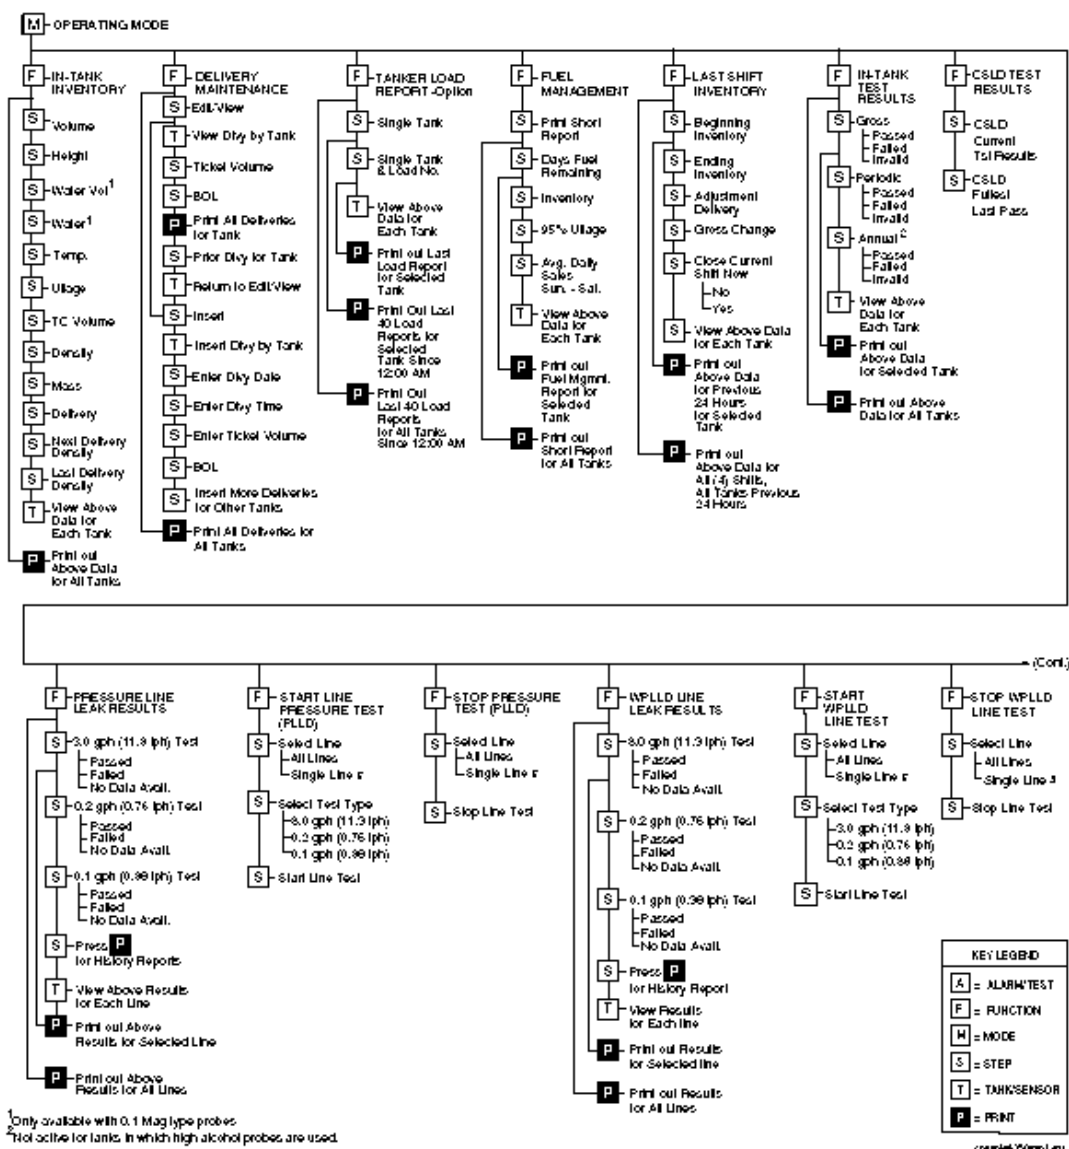 M OPERATING MODE
F IN-TANK
INVENTORY
S Volume
S Height
S Water Vol1
S Water1
S Temp.
S Ullage
S TC Volume
S Density
S Mass
S Delivery
S Next Delivery
Density
S Last Delivery
Density
T View Above
Data for
Each Tank
P Print out
Above Data
for All Tanks
F DELIVERY
MAINTENANCE
S Edit/View
T View Dlvy by Tank
S Ticket Volume
S BOL
P Print All Deliveries
for Tank
S Prior Dlvy for Tank
T Return to Edit/View
S Insert
T Insert Dlvy by Tank
S Enter Dlvy Date
S Enter Dlvy Time
S Enter Ticket Volume
S BOL
S Insert More Deliveries
for Other Tanks
P Print All Deliveries for
All Tanks
F TANKER LOAD
REPORT -Option
S Single Tank
S Single Tank
& Load No.
T View Above
Data for
Each Tank
P Print out Last
Load Report
for Selected
Tank
P Print Out Last
40 Load
Reports for
Selected
Tank Since
12:00 AM
P Print Out
Last 40 Load
Reports
for All Tanks
Since 12:00 AM
F FUEL
MANAGEMENT
S Print Short
Report
S Days Fuel
Remaining
S Inventory
S 95% Ullage
S Avg. Daily
Sales
Sun. - Sat.
T View Above
Data for
Each Tank
P Print out
Fuel Mgmnt.
Report for
Selected
Tank
P Print out
Short Report
for All Tanks
F LAST SHIFT
INVENTORY
S Beginning
Inventory
S Ending
Inventory
S Adjustment
Delivery
S Gross Change
S Close Current
Shift Now
No
Yes
S View Above Data
for Each Tank
P Print out
Above Data
for Previous
24 Hours
for Selected
Tank
P Print out
Above Data for
All (4) Shifts,
All Tanks Previous
24 Hours
F IN-TANK
TEST
RESULTS
S Gross
Passed
Failed
Invalid
S Periodic
Passed
Failed
Invalid
S Annual2
Passed
Failed
Invalid
T View Above
Data for
Each Tank
P Print out
Above Data
for Selected Tank
P Print out Above
Data for All Tanks
F CSLD TEST
RESULTS
S CSLD
Current
Tst Results
S CSLD
Fullest
Last Pass
(Cont.)
F PRESSURE LINE
LEAK RESULTS
S 3.0 gph (11.3 lph) Test
Passed
Failed
No Data Avail.
S 0.2 gph (0.76 lph) Test
Passed
Failed
No Data Avail.
S 0.1 gph (0.38 lph) Test
Passed
Failed
No Data Avail.
S Press P
for History Reports
T View Above Results
for Each Line
P Print out Above
Results for Selected Line
P Print out Above
Results for All Lines
F START LINE
PRESSURE TEST
(PLLD)
S Select Line
All Lines
Single Line
S Select Test Type
3.0 gph (11.3 lph)
0.2 gph (0.76 lph)
0.1 gph (0.38 lph)
S Start Line Test
F STOP PRESSURE
TEST (PLLD)
S Select Line
All Lines
Single Line
S Stop Line Test
F WPLLD LINE
LEAK RESULTS
S 3.0 gph (11.3 lph) Test
Passed
Failed
No Data Avail.
S 0.2 gph (0.76 lph) Test
Passed
Failed
No Data Avail.
S 0.1 gph (0.38 lph) Test
Passed
Failed
No Data Avail.
S Press P
for History Report
T View Results
for Each line
P Print out Results
for Selected line
P Print out Results
for All Lines
F START
WPLLD
LINE TEST
S Select Line
All Lines
Single Line
S Select Test Type
3.0 gph (11.3 lph)
0.2 gph (0.76 lph)
0.1 gph (0.38 lph)
S Start Line Test
F STOP WPLLD
LINE TEST
S Select Line
All Lines
Single Line
S Stop Line Test
KEY LEGEND
A = ALARM/TEST
F = FUNCTION
M = MODE
S = STEP
T = TANK/SENSOR
P = PRINT
1Only available with 0.1 Mag type probes
2Not active for tanks in which high alcohol probes are used.